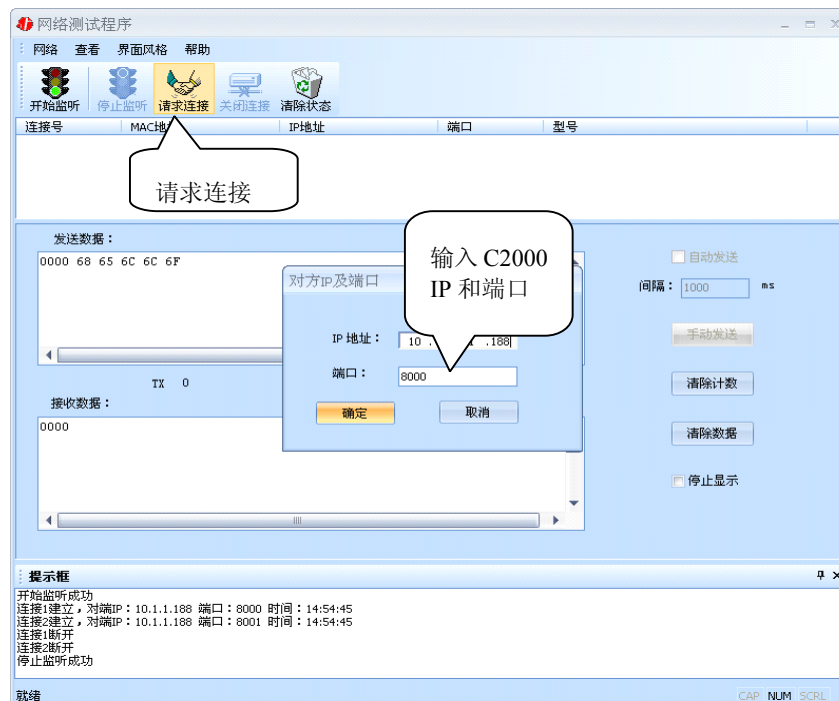 网络测试程序
网络 查看 界面风格 帮助
开始监听 停止监听 请求连接 关闭连接 清除状态
连接号 MAC地 IP地址 端口 型号
请求连接
发送数据：
0000 68 65 6C 6C 6F
自动发送
间隔： 1000 ms
手动发送
对方IP及端口
输入 C2000
IP 和端口
IP 地址： 10 . .188
端口： 8000
确定 取消
TX 0
清除计数
接收数据：
0000
清除数据
停止显示
提示框
开始监听成功
连接1建立，对端IP：10.1.1.188 端口：8000 时间：14:54:45
连接2建立，对端IP：10.1.1.188 端口：8001 时间：14:54:45
连接1断开
连接2断开
停止监听成功
就绪 CAP NUM SCRL